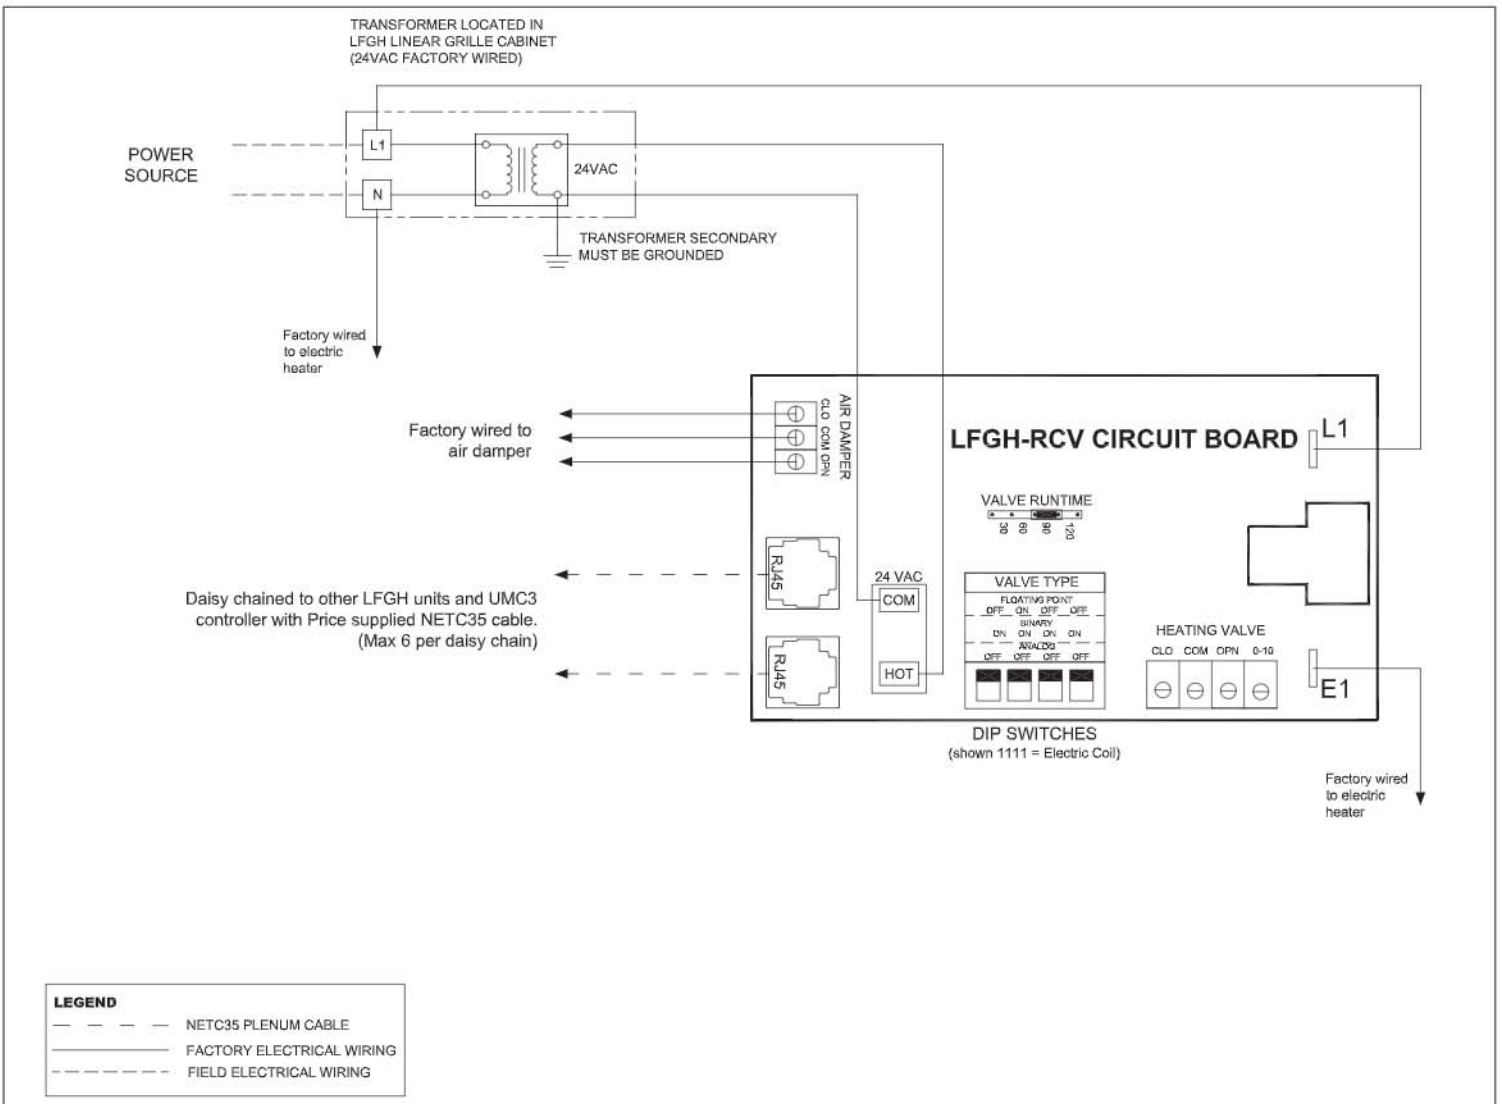 TRANSFORMER LOCATED IN
LFGH LINEAR GRILLE CABINET
(24VAC FACTORY WIRED)
POWER
SOURCE
L1
N
24VAC
TRANSFORMER SECONDARY
MUST BE GROUNDED
Factory wired
to electric
heater
Factory wired to
air damper
CLO COM OPN
AIR DAMPER
LFGH-RCV CIRCUIT BOARD
L1
VALVE RUNTIME
30 60 90 120
Daisy chained to other LFGH units and UMC3
controller with Price supplied NETC35 cable.
(Max 6 per daisy chain)
RJ45
RJ45
24 VAC
COM
HOT
VALVE TYPE
FLOATING POINT
OFF ON OFF OFF
BINARY
ON ON ON ON
ANALOG
OFF OFF OFF OFF
HEATING VALVE
CLO COM OPN 0-10
E1
DIP SWITCHES
(shown 1111 = Electric Coil)
Factory wired
to electric
heater
LEGEND
NETC35 PLENUM CABLE
FACTORY ELECTRICAL WIRING
FIELD ELECTRICAL WIRING